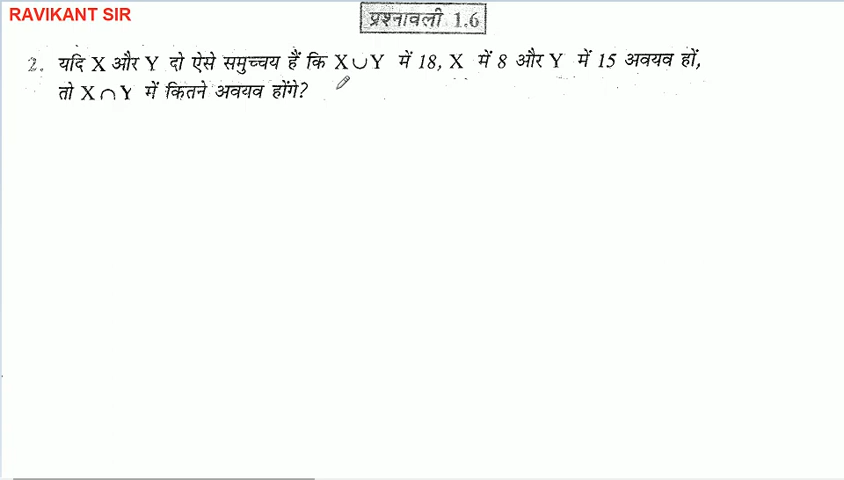 RAVIKANT SIR
प्रश्नावली 1.6
2. यदि X और Y दो ऐसे समुच्चय हैं कि X∪Y में 18, X में 8 और Y में 15 अवयव हों,
तो X∩Y में कितने अवयव होंगे?